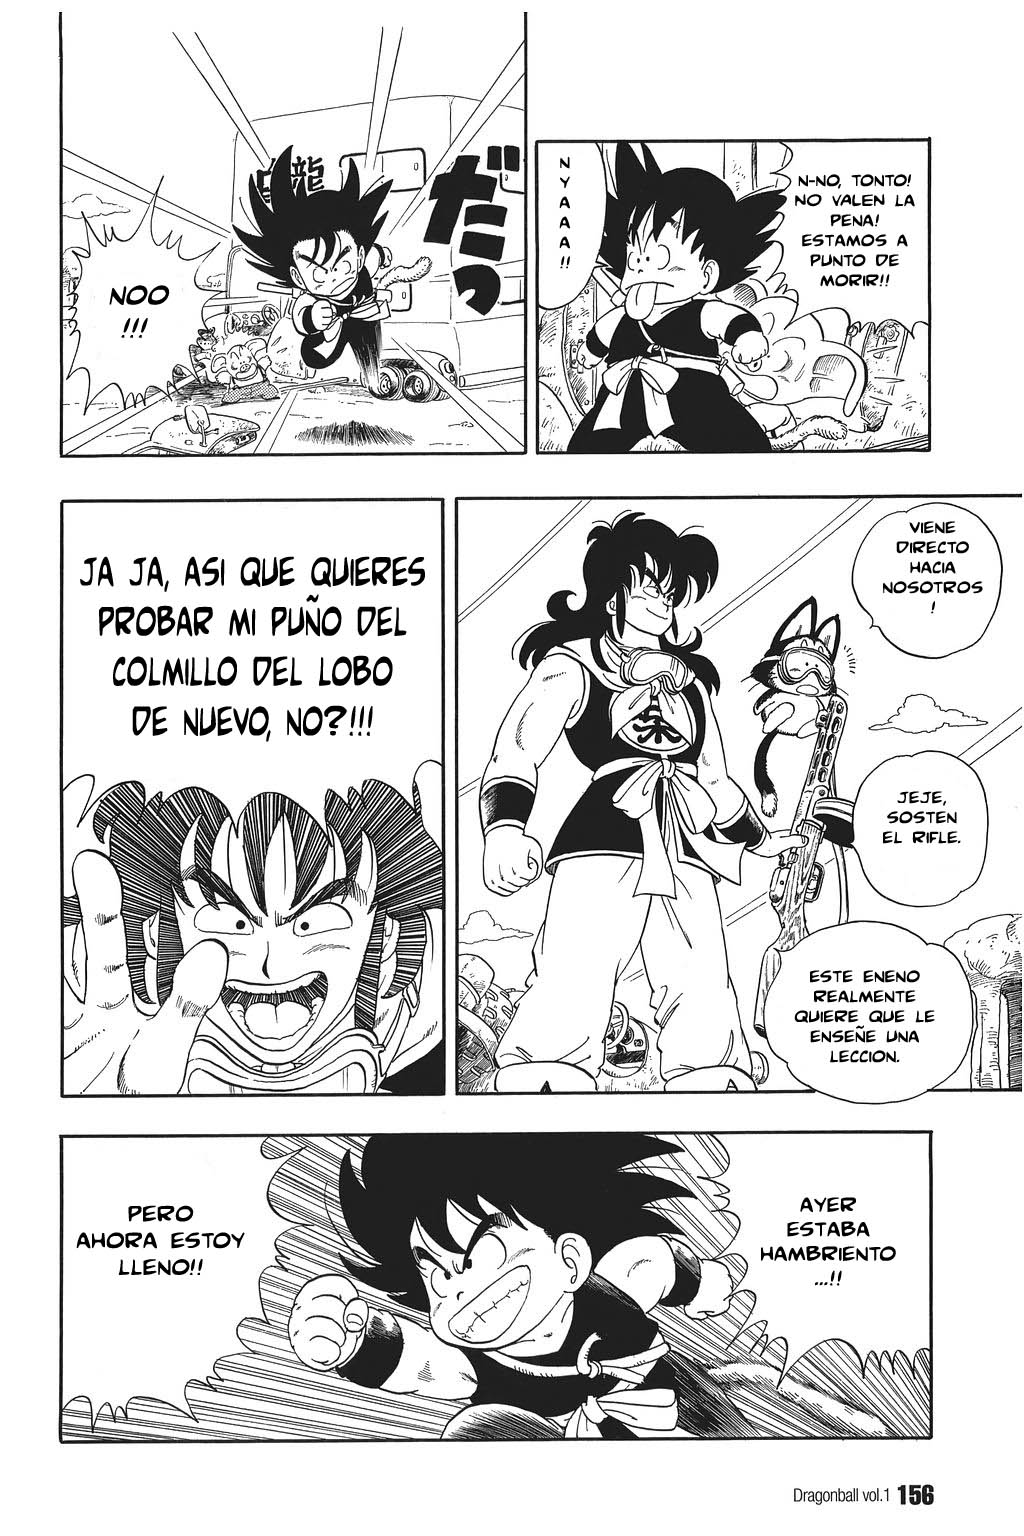 N-NO, TONTO!
NO VALEN LA
PENA!
ESTAMOS A
PUNTO DE
MORIR!!
NYAAA!!
だっ
龍
NOO
!!!
VIENE
DIRECTO
HACIA
NOSOTROS
!
JEJE,
SOSTEN
EL RIFLE.
ESTE ENENO
REALMENTE
QUIERE QUE LE
ENSEÑE UNA
LECCION.
JA JA, ASI QUE QUIERES
PROBAR MI PUÑO DEL
COLMILLO DEL LOBO
DE NUEVO, NO?!!!
AYER
ESTABA
HAMBRIENTO
...!!
PERO
AHORA ESTOY
LLENO!!
Dragonball vol.1 156